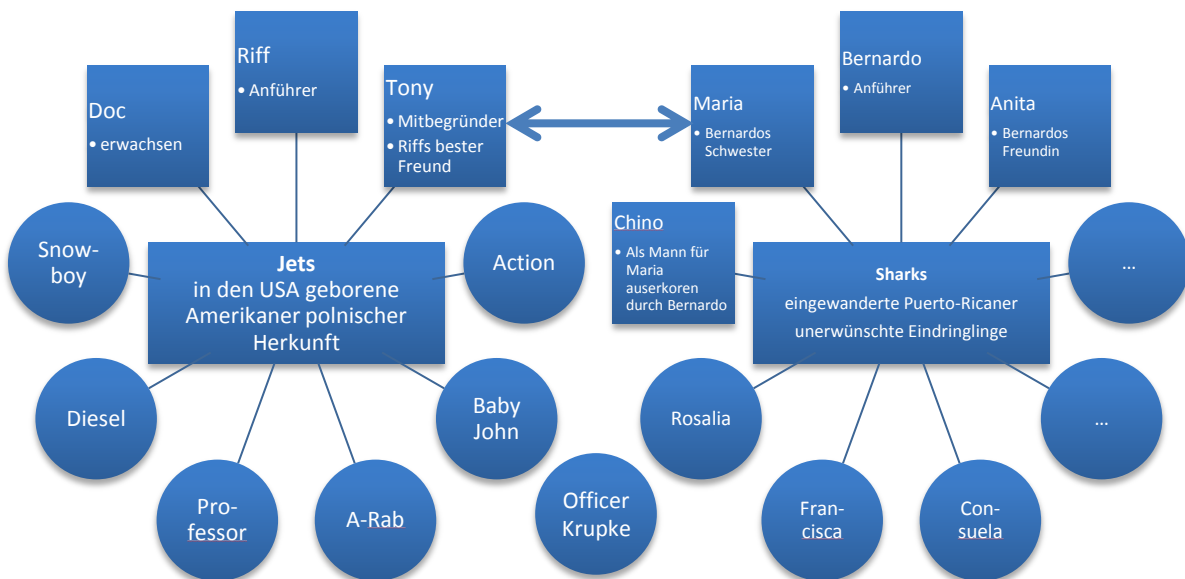 Riff
• Anführer
Doc
• erwachsen
Tony
• Mitbegründer
• Riffs bester
Freund
Maria
• Bernardos
Schwester
Bernardo
• Anführer
Anita
• Bernardos
Freundin
Snow-
boy
Jets
in den USA geborene
Amerikaner polnischer
Herkunft
Action
Chino
• Als Mann für
Maria
auserkoren
durch Bernardo
Sharks
eingewanderte Puerto-Ricaner
unerwünschte Eindringlinge
...
Diesel
Baby
John
Rosalia
...
Pro-
fessor
A-Rab
Officer
Krupke
Fran-
cisca
Con-
suela